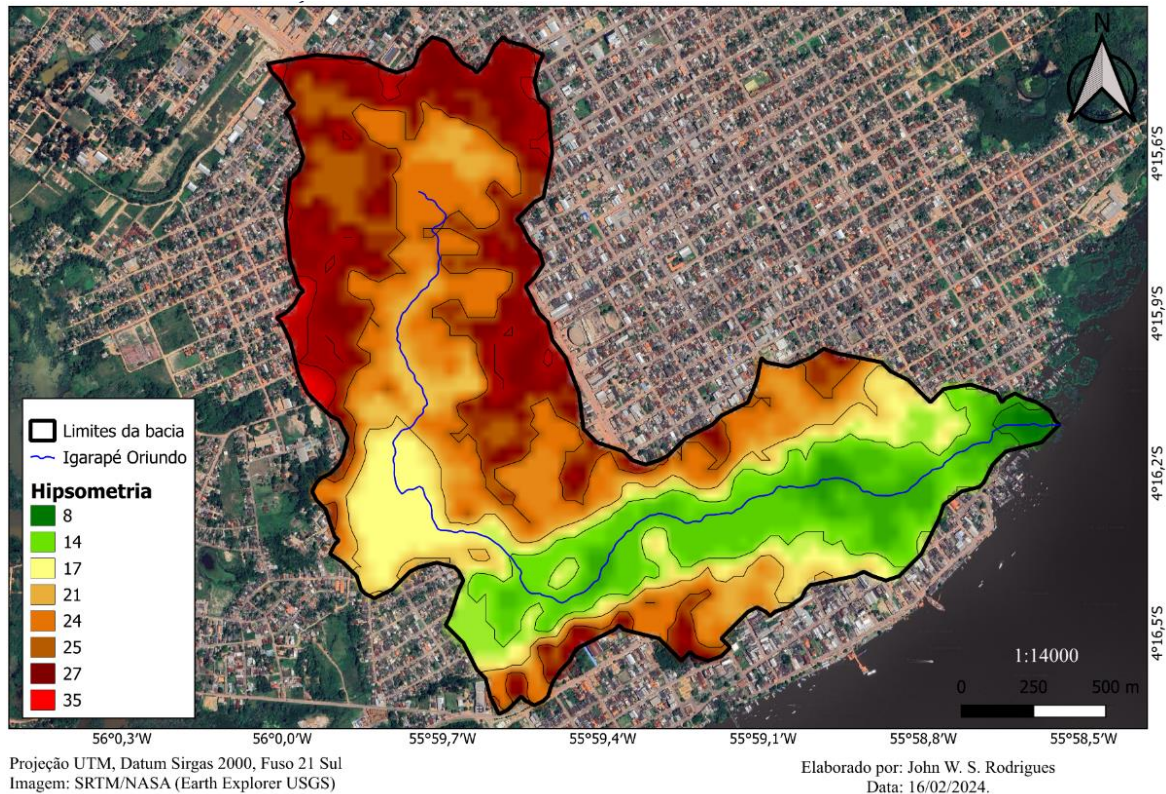 N
4°15,6'S
4°15,9'S
4°16,2'S
4°16,5'S
Limites da bacia
Igarapé Oriundo
Hipsometria
8
14
17
21
24
25
27
35
1:14000
0 250 500 m
56°0,3'W 56°0,0'W 55°59,7'W 55°59,4'W 55°59,1'W 55°58,8'W 55°58,5'W
Projeção UTM, Datum Sirgas 2000, Fuso 21 Sul
Imagem: SRTM/NASA (Earth Explorer USGS)
Elaborado por: John W. S. Rodrigues
Data: 16/02/2024.